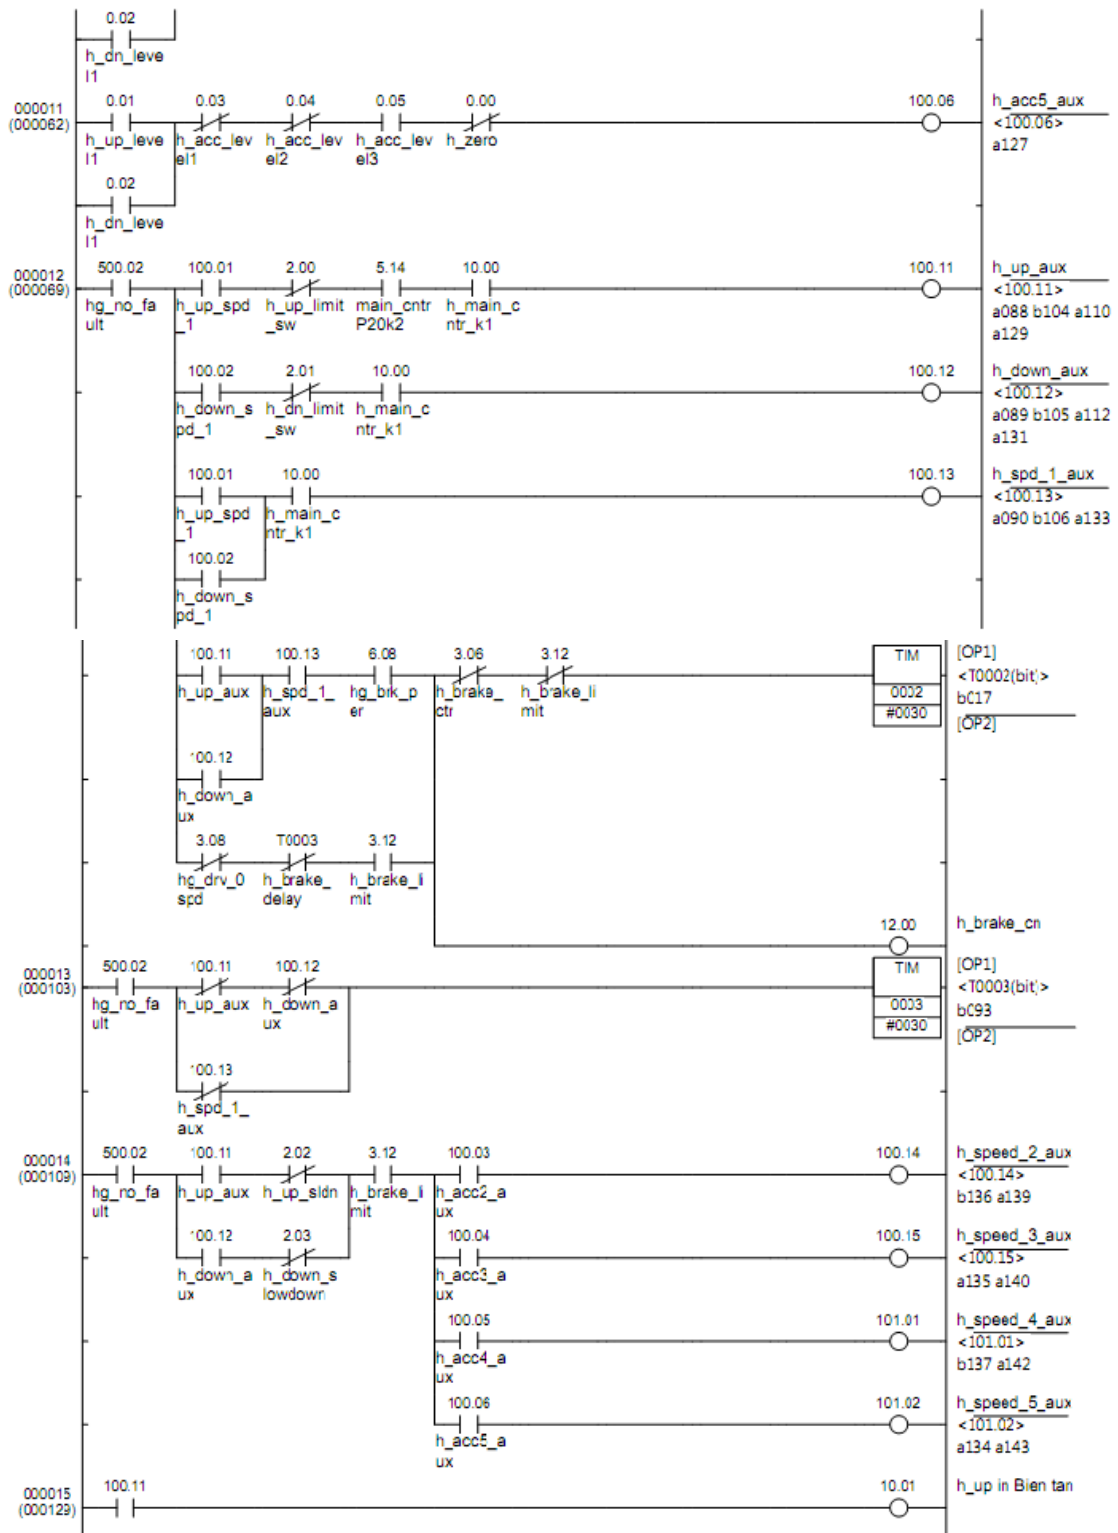 0.02
h_dn_leve
l1
000011
(000062)
0.01 0.03 0.04 0.05 0.00 100.06 h_acc5_aux
<100.06>
h_up_leve h_acc_lev h_acc_lev h_acc_lev h_zero a127
l1 el1 el2 el3
0.02
h_dn_leve
l1
000012
(000069)
500.02 100.01 2.00 5.14 10.00 100.11 h_up_aux
<100.11>
hg_no_fa h_up_spd h_up_limit main_cntr h_main_c a088 b104 a110
ult _1 _sw P20k2 ntr_k1 a129
100.02 2.01 10.00 100.12 h_down_aux
<100.12>
h_down_s h_dn_limit h_main_c a089 b105 a112
pd_1 _sw ntr_k1 a131
100.01 10.00 100.13 h_spd_1_aux
<100.13>
h_up_spd h_main_c a090 b106 a133
_1 ntr_k1
100.02
h_down_s
pd_1
100.11 100.13 6.08 3.06 3.12 TIM [OP1]
<T0002(bit)>
h_up_aux h_spd_1_ hg_brk_p h_brake_ h_brake_li 0002 b017
aux er ctr mit #0030 [OP2]
100.12
h_down_a
ux
3.08 T0003 3.12
hg_drv_0 h_brake_ h_brake_li
spd delay mit
12.00 h_brake_cn
000013
(000103)
500.02 100.11 100.12 TIM [OP1]
<T0003(bit)>
hg_no_fa h_up_aux h_down_a 0003 b093
ult ux #0030 [OP2]
100.13
h_spd_1_
aux
000014
(000109)
500.02 100.11 2.02 3.12 100.03 100.14 h_speed_2_aux
<100.14>
hg_no_fa h_up_aux h_up_sldn h_brake_li h_acc2_a b136 a139
ult mit ux
100.12 2.03 100.04 100.15 h_speed_3_aux
<100.15>
h_down_a h_down_s h_acc3_a a135 a140
ux lowdown ux
100.05 101.01 h_speed_4_aux
<101.01>
h_acc4_a b137 a142
ux
100.06 101.02 h_speed_5_aux
<101.02>
h_acc5_a a134 a143
ux
000015
(000129)
100.11 10.01 h_up in Bien tan